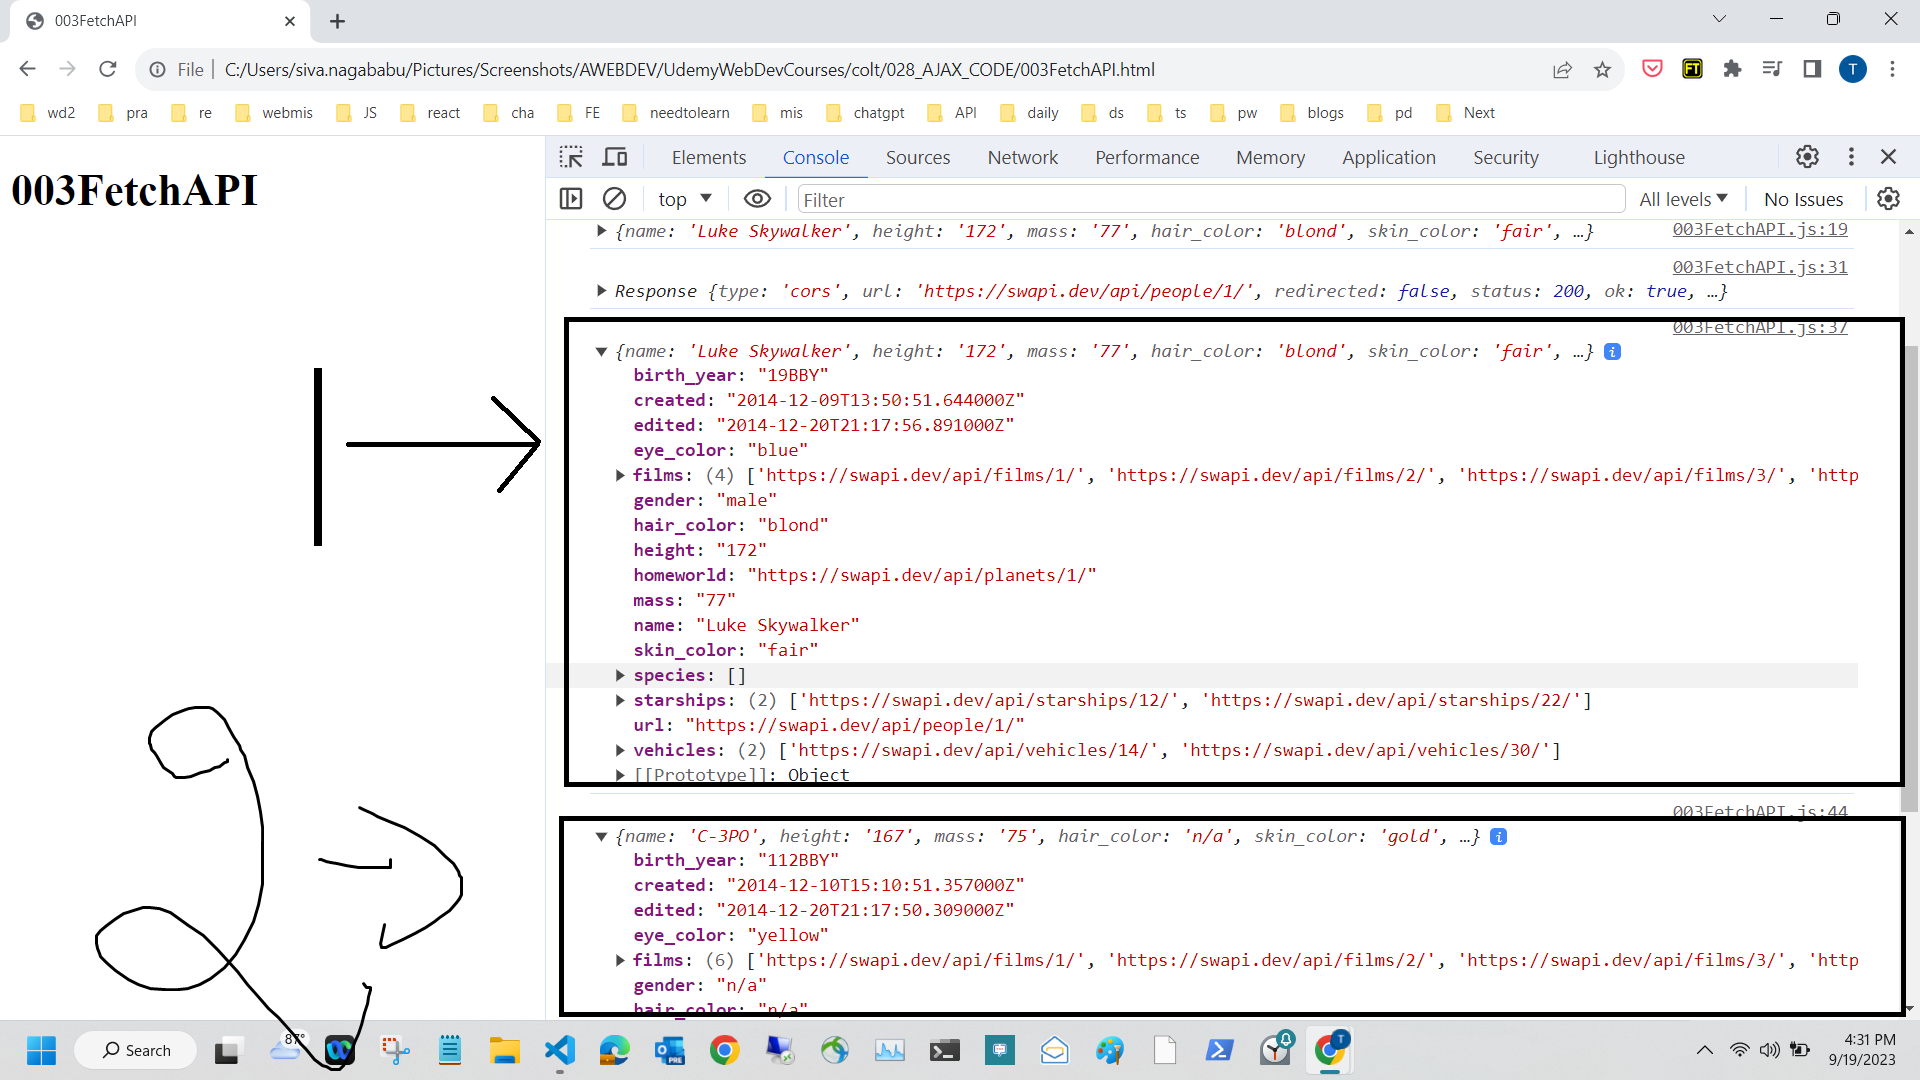 003FetchAPI
File C:/Users/siva.nagababu/Pictures/Screenshots/AWEBDEV/UdemyWebDevCourses/colt/028_AJAX_CODE/003FetchAPI.html
FT T
wd2 pra re webmis JS react cha FE needtolearn mis chatgpt API daily ds ts pw blogs pd Next
003FetchAPI
Elements Console Sources Network Performance Memory Application Security Lighthouse
top Filter All levels No Issues
{name: 'Luke Skywalker', height: '172', mass: '77', hair_color: 'blond', skin_color: 'fair', …} 003FetchAPI.js:19
003FetchAPI.js:31
Response {type: 'cors', url: 'https://swapi.dev/api/people/1/', redirected: false, status: 200, ok: true, …}
003FetchAPI.js:37
{name: 'Luke Skywalker', height: '172', mass: '77', hair_color: 'blond', skin_color: 'fair', …} i
birth_year: "19BBY"
created: "2014-12-09T13:50:51.644000Z"
edited: "2014-12-20T21:17:56.891000Z"
eye_color: "blue"
films: (4) ['https://swapi.dev/api/films/1/', 'https://swapi.dev/api/films/2/', 'https://swapi.dev/api/films/3/', 'http
gender: "male"
hair_color: "blond"
height: "172"
homeworld: "https://swapi.dev/api/planets/1/"
mass: "77"
name: "Luke Skywalker"
skin_color: "fair"
species: []
starships: (2) ['https://swapi.dev/api/starships/12/', 'https://swapi.dev/api/starships/22/']
url: "https://swapi.dev/api/people/1/"
vehicles: (2) ['https://swapi.dev/api/vehicles/14/', 'https://swapi.dev/api/vehicles/30/']
[[Prototype]]: Object
003FetchAPI.js:44
{name: 'C-3PO', height: '167', mass: '75', hair_color: 'n/a', skin_color: 'gold', …} i
birth_year: "112BBY"
created: "2014-12-10T15:10:51.357000Z"
edited: "2014-12-20T21:17:50.309000Z"
eye_color: "yellow"
films: (6) ['https://swapi.dev/api/films/1/', 'https://swapi.dev/api/films/2/', 'https://swapi.dev/api/films/3/', 'http
gender: "n/a"
hair_color: "n/a"
1
2
Search 87° PRE T 4:31 PM
9/19/2023